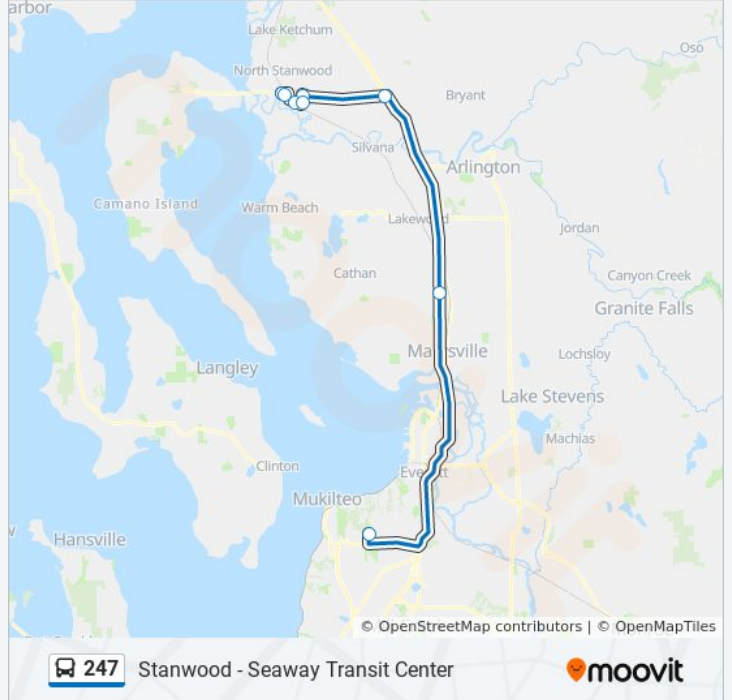 arbor
Lake Ketchum
Oso
North Stanwood
Bryant
Silvana
Arlington
Camano Island
Warm Beach
Lakewood
Jordan
Cathan
Canyon Creek
Granite Falls
Marysville
Lochsloy
Langley
Lake Stevens
Machias
Clinton
Everett
Mukilteo
Hansville
© OpenStreetMap contributors | © OpenMapTiles
247 Stanwood - Seaway Transit Center
moovit